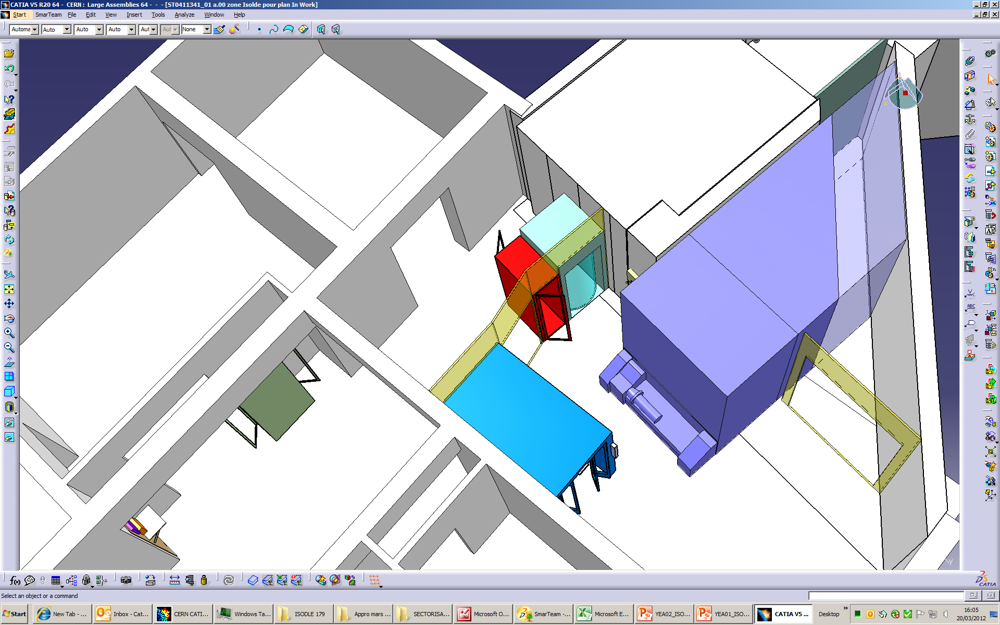 CATIA V5 R20 64 - CERN : Large Assemblies 64 - - - [ST0411341_01 a.00 zone Isolde pour plan In Work]
Start SmarTeam File Edit View Insert Tools Analyze Window Help
Automa Auto Auto Auto Aut Aut None
ABC
y
f(x)
CATIA
Select an object or a command
Start New Tab - ... Inbox - Cat... CERN CATI... Windows Ta... ISODLE 179 Appro mars ... SECTORISA... Microsoft O... SmarTeam -... Microsoft E... YEA02_ISO... YEA01_ISO... CATIA V5 ... Desktop
16:05
20/03/2012